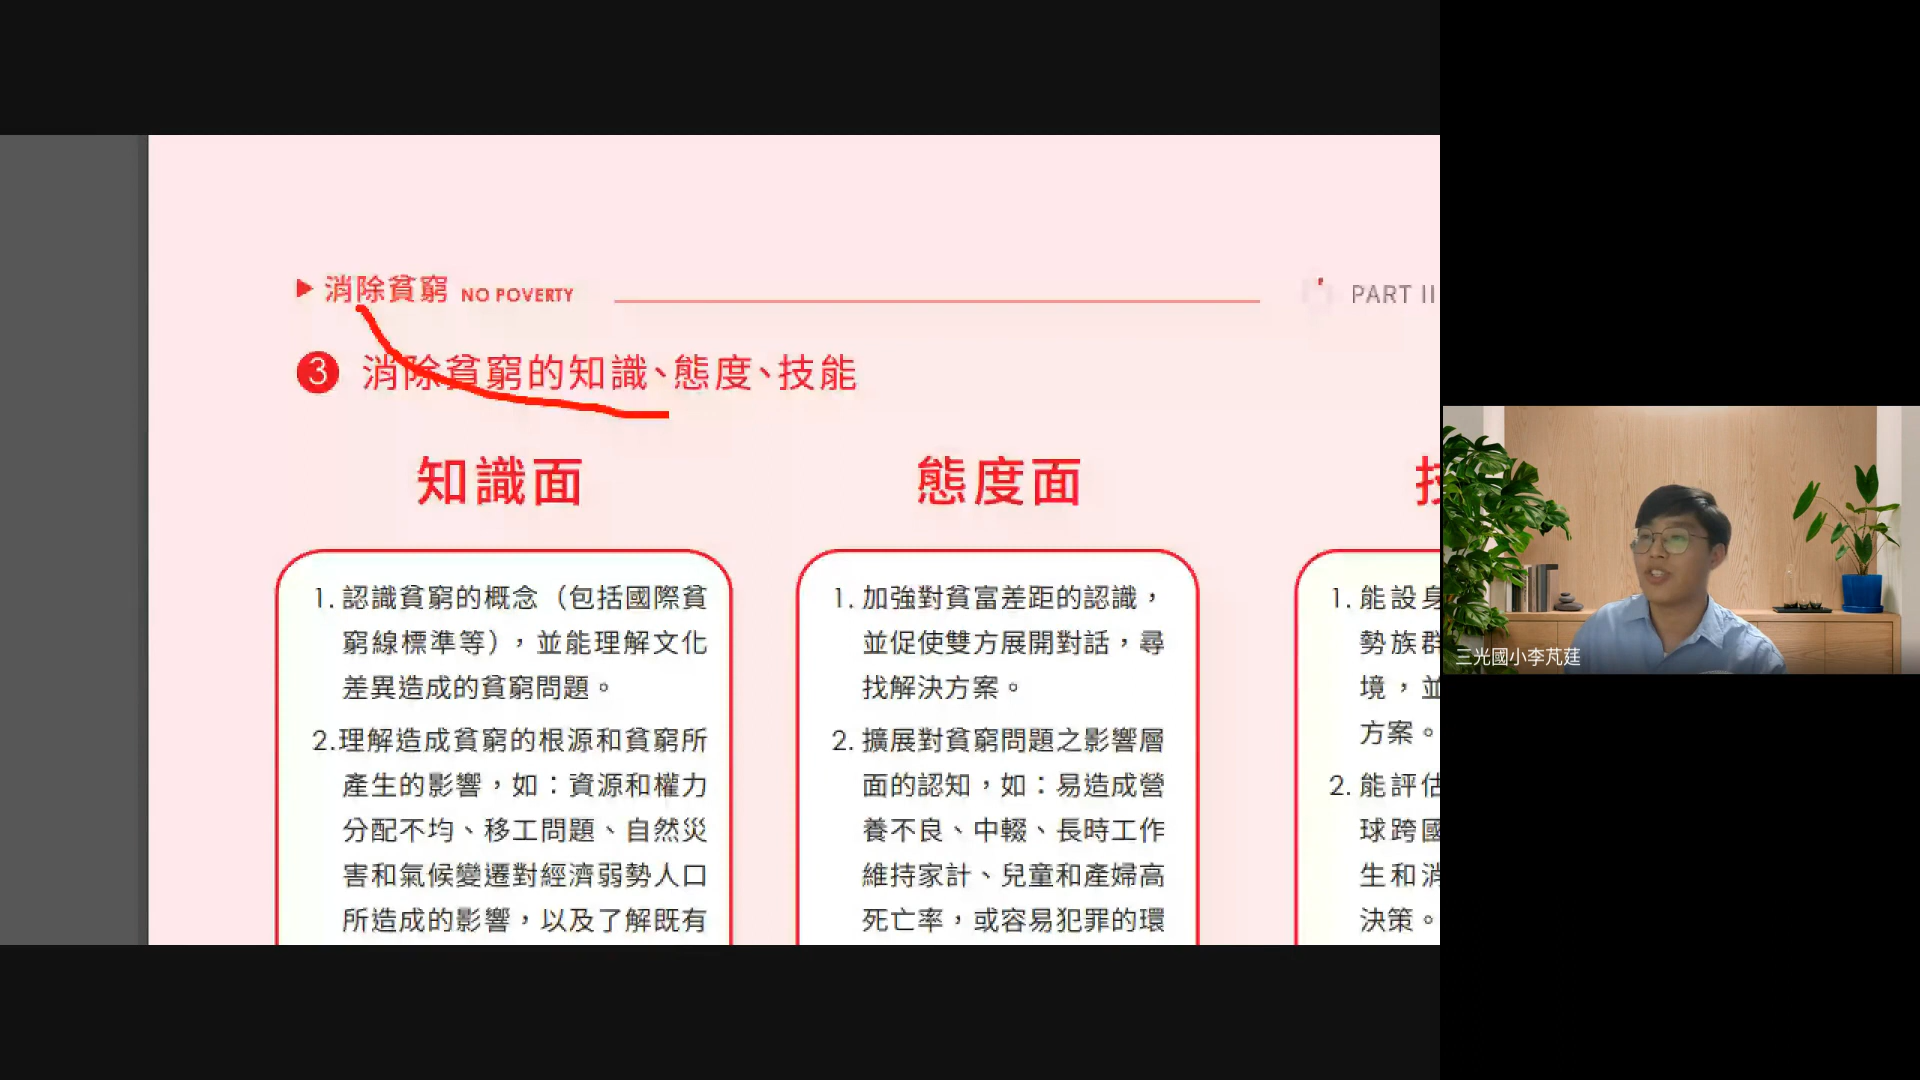 消除貧窮 NO POVERTY
PART II
3 消除貧窮的知識、態度、技能
知識面
1. 認識貧窮的概念（包括國際貧
窮線標準等），並能理解文化
差異造成的貧窮問題。
2.理解造成貧窮的根源和貧窮所
產生的影響，如：資源和權力
分配不均、移工問題、自然災
害和氣候變遷對經濟弱勢人口
所造成的影響，以及了解既有
態度面
1. 加強對貧富差距的認識，
並促使雙方展開對話，尋
找解決方案。
2. 擴展對貧窮問題之影響層
面的認知，如：易造成營
養不良、中輟、長時工作
維持家計、兒童和產婦高
死亡率，或容易犯罪的環
1. 能設身
勢族群
境，並
方案。
2. 能評估
球跨國
生和消
決策。
三光國小李芃莛